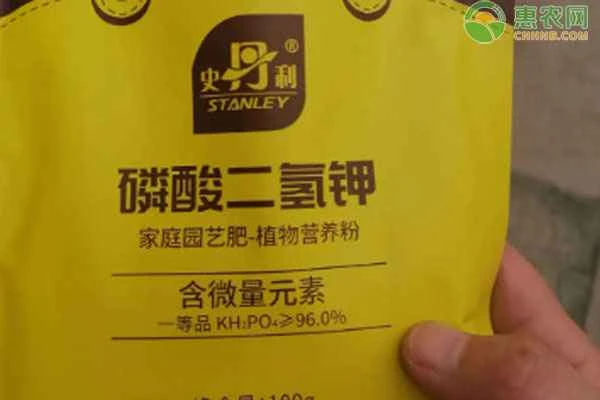 惠农网
CNHNB.COM
史丹利®
STANLEY
磷酸二氢钾
家庭园艺肥-植物营养粉
含微量元素
一等品 KH₂PO₄≥96.0%